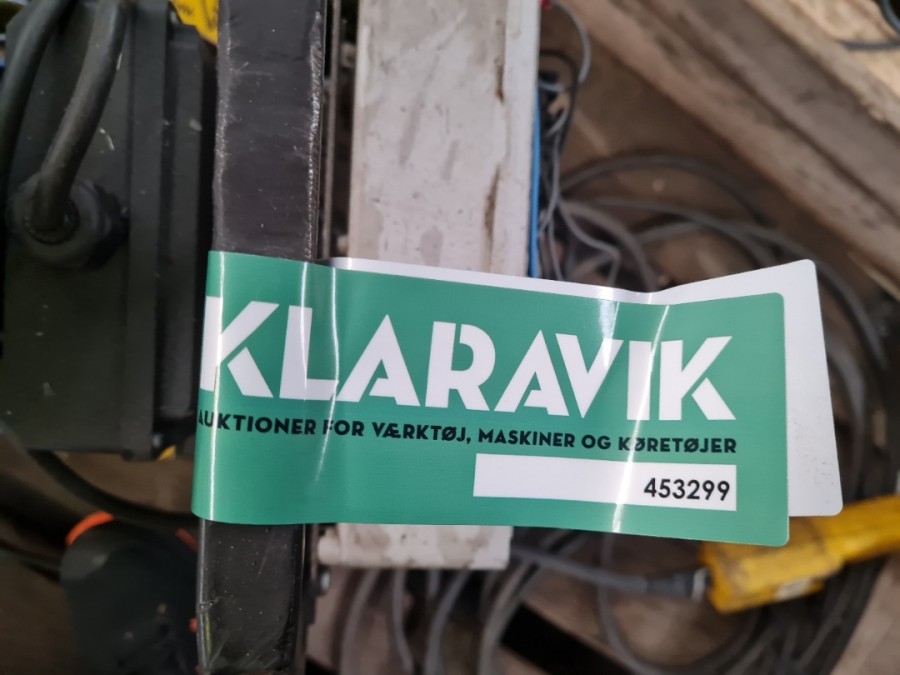 KLARAVIK
AUKTIONER FOR VÆRKTØJ, MASKINER OG KØRETØJER
453299